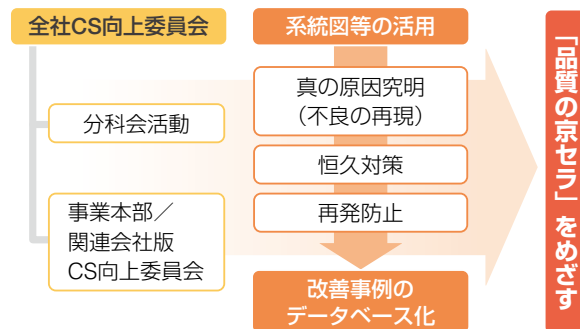 全社CS向上委員会
分科会活動
事業本部／
関連会社版
CS向上委員会
系統図等の活用
真の原因究明
（不良の再現）
恒久対策
再発防止
改善事例の
データベース化
「品質の京セラ」をめざす